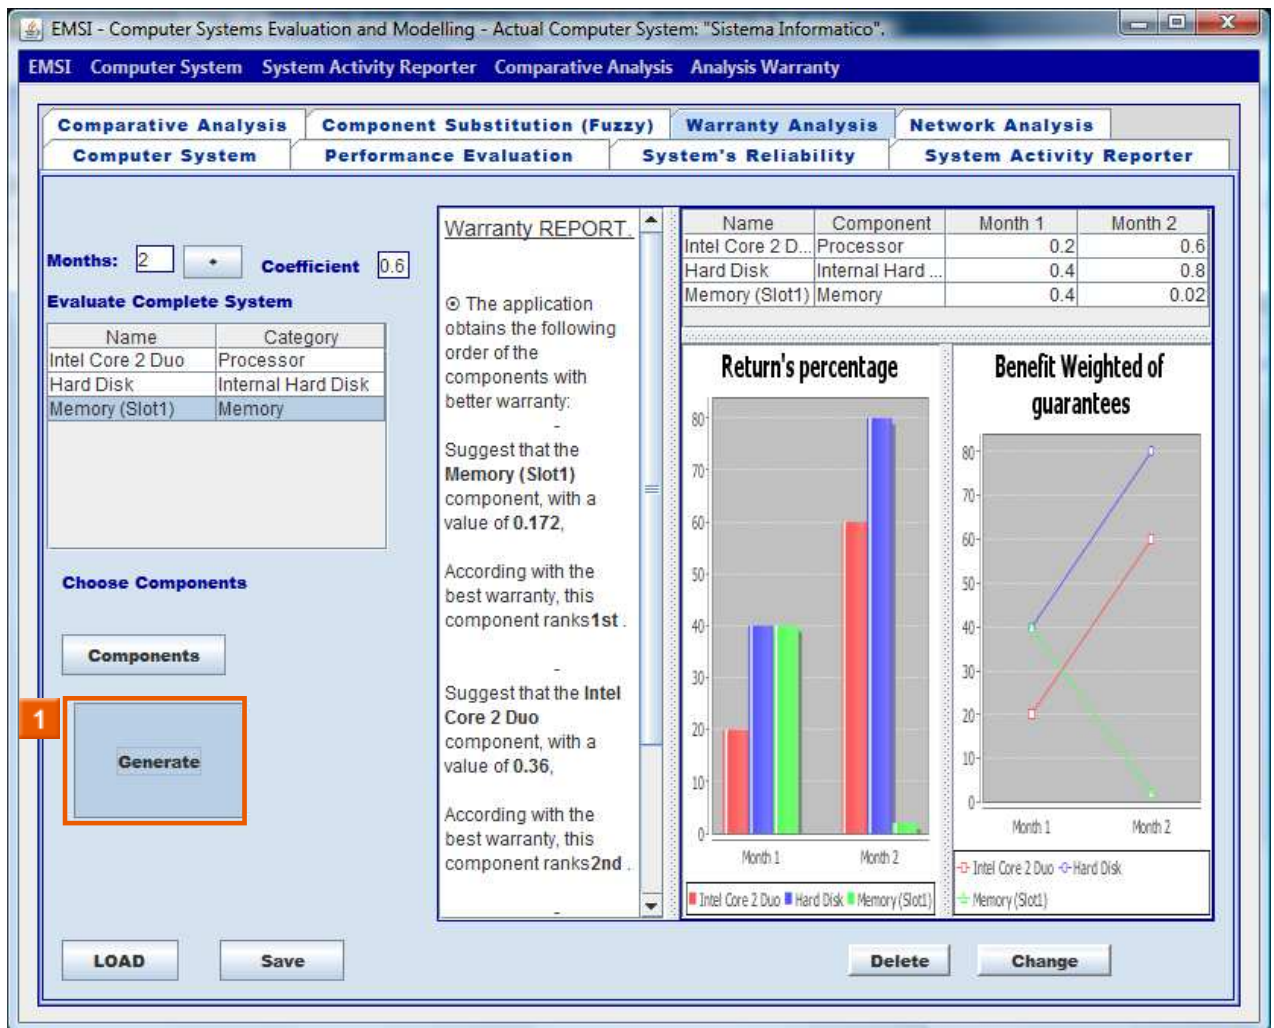 EMSI - Computer Systems Evaluation and Modelling - Actual Computer System: "Sistema Informatico".
EMSI Computer System System Activity Reporter Comparative Analysis Analysis Warranty
Comparative Analysis Component Substitution (Fuzzy) Warranty Analysis Network Analysis
Computer System Performance Evaluation System's Reliability System Activity Reporter
Months: 2 + Coefficient 0.6
Evaluate Complete System
Name Category
Intel Core 2 Duo Processor
Hard Disk Internal Hard Disk
Memory (Slot1) Memory
Choose Components
Components
1
Generate
LOAD Save
Warranty REPORT.
The application
obtains the following
order of the
components with
better warranty:
-
Suggest that the
Memory (Slot1)
component, with a
value of 0.172,
According with the
best warranty, this
component ranks1st .
-
Suggest that the Intel
Core 2 Duo
component, with a
value of 0.36,
According with the
best warranty, this
component ranks2nd .
-
Name Component Month 1 Month 2
Intel Core 2 D... Processor 0.2 0.6
Hard Disk Internal Hard ... 0.4 0.8
Memory (Slot1) Memory 0.4 0.02
Return's percentage
80
70
60
50
40
30
20
10
0
Month 1 Month 2
Intel Core 2 Duo Hard Disk Memory (Slot1)
Benefit Weighted of
guarantees
80
70
60
50
40
30
20
10
0
Month 1 Month 2
Intel Core 2 Duo Hard Disk
Memory (Slot1)
Delete Change